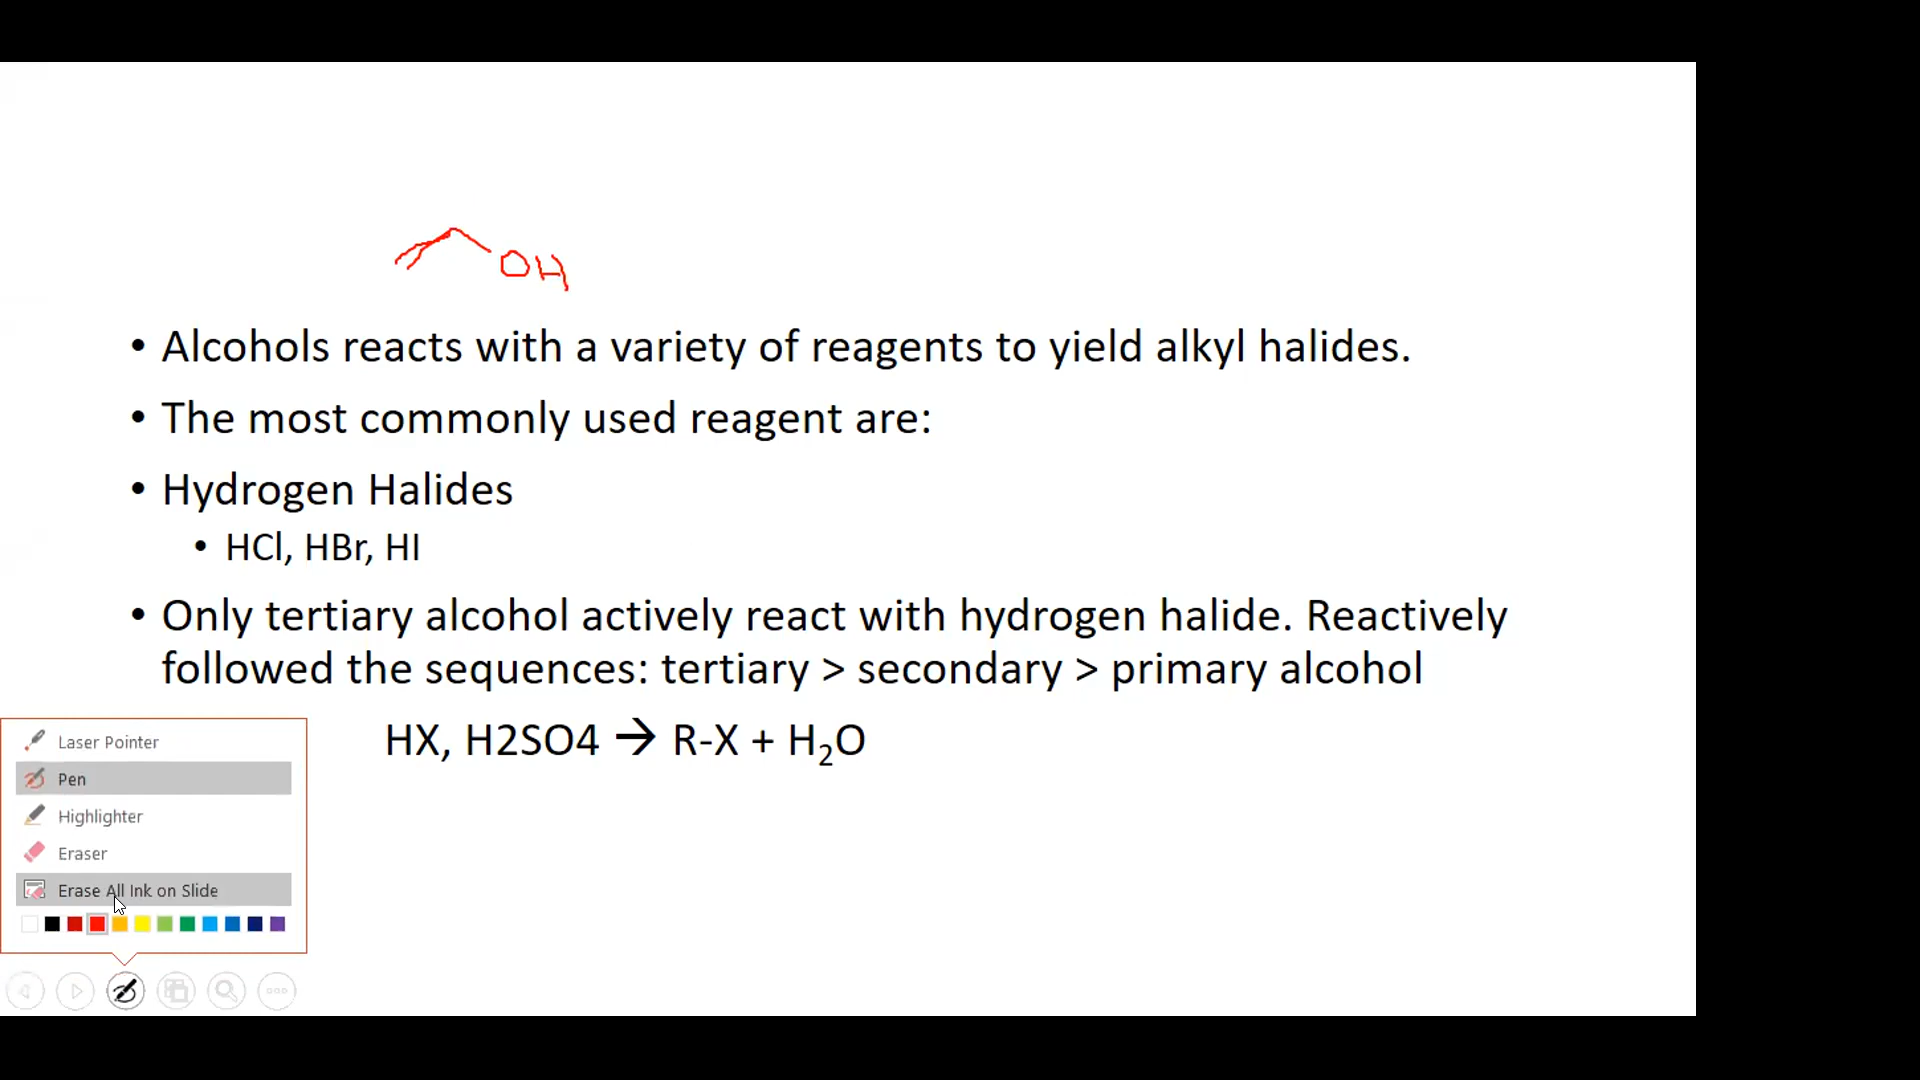 OH
• Alcohols reacts with a variety of reagents to yield alkyl halides.
• The most commonly used reagent are:
• Hydrogen Halides
• HCl, HBr, HI
• Only tertiary alcohol actively react with hydrogen halide. Reactively
followed the sequences: tertiary > secondary > primary alcohol
HX, H2SO4 → R-X + H₂O
Laser Pointer
Pen
Highlighter
Eraser
Erase All Ink on Slide